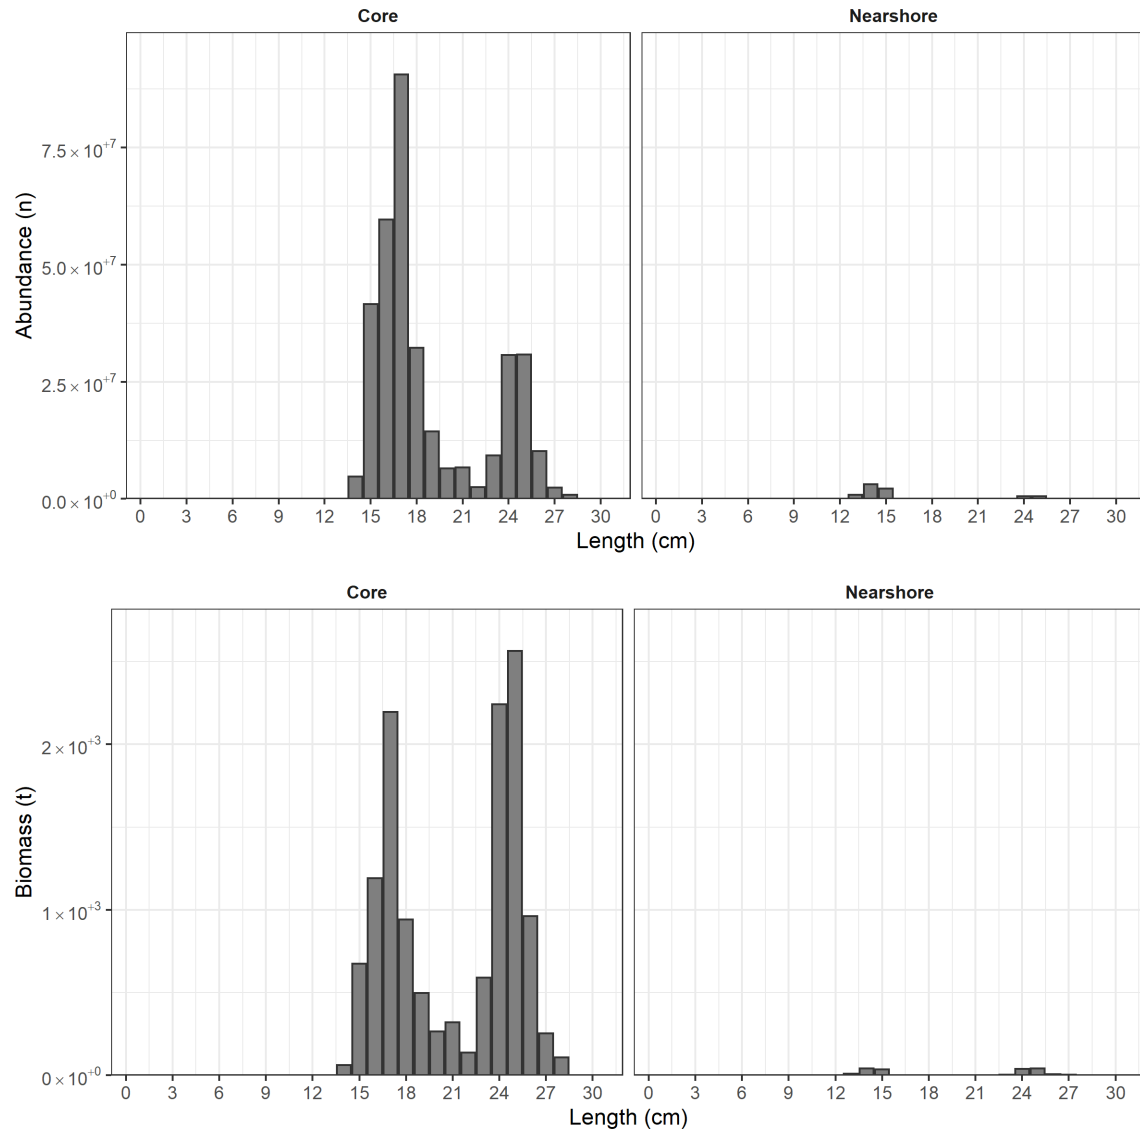 Core Nearshore
Abundance (n)
7.5 × 10⁺⁷
5.0 × 10⁺⁷
2.5 × 10⁺⁷
0.0 × 10⁺⁰
0 3 6 9 12 15 18 21 24 27 30 0 3 6 9 12 15 18 21 24 27 30
Length (cm)
Core Nearshore
Biomass (t)
2 × 10⁺³
1 × 10⁺³
0 × 10⁺⁰
0 3 6 9 12 15 18 21 24 27 30 0 3 6 9 12 15 18 21 24 27 30
Length (cm)